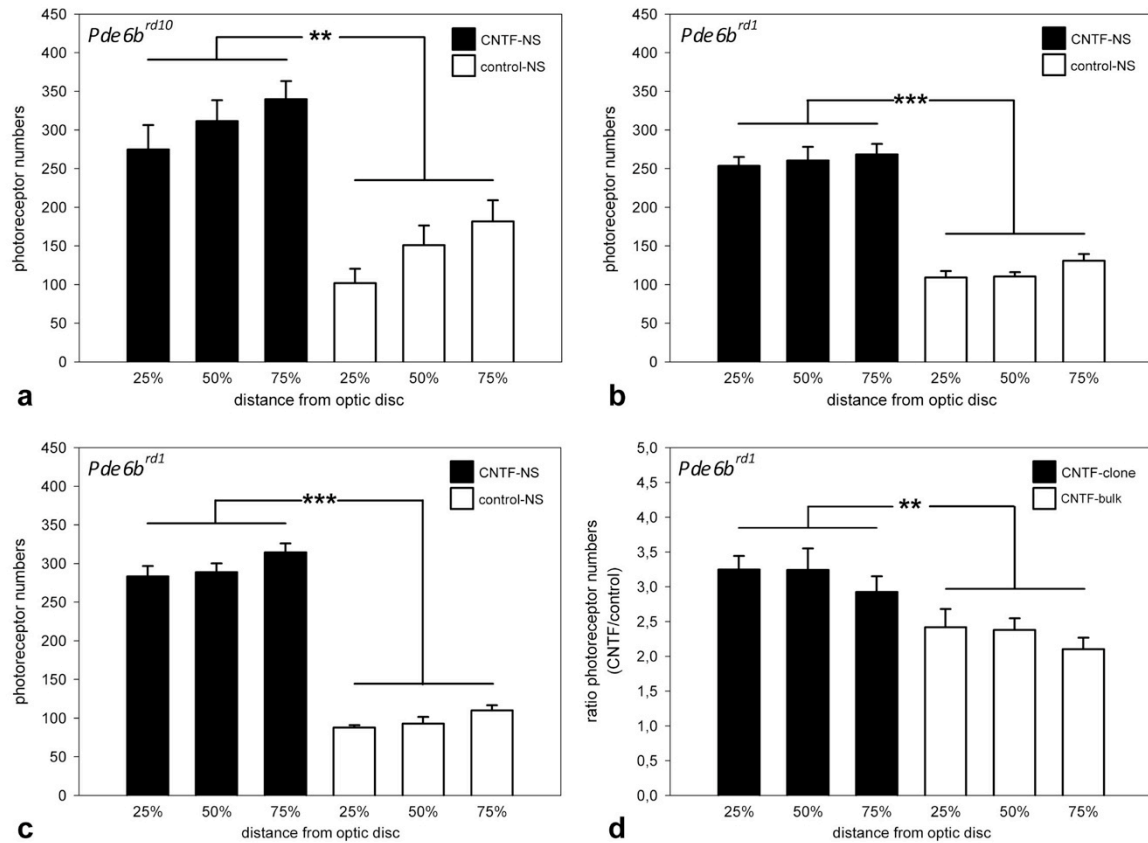 Pde6b^rd10
**
CNTF-NS
control-NS
450
400
350
300
250
200
150
100
50
0
photoreceptor numbers
25% 50% 75% 25% 50% 75%
distance from optic disc
a
Pde6b^rd1
***
CNTF-NS
control-NS
450
400
350
300
250
200
150
100
50
0
photoreceptor numbers
25% 50% 75% 25% 50% 75%
distance from optic disc
b
Pde6b^rd1
***
CNTF-NS
control-NS
450
400
350
300
250
200
150
100
50
0
photoreceptor numbers
25% 50% 75% 25% 50% 75%
distance from optic disc
c
Pde6b^rd1
**
CNTF-clone
CNTF-bulk
5,0
4,5
4,0
3,5
3,0
2,5
2,0
1,5
1,0
0,5
0,0
ratio photoreceptor numbers
(CNTF/control)
25% 50% 75% 25% 50% 75%
distance from optic disc
d